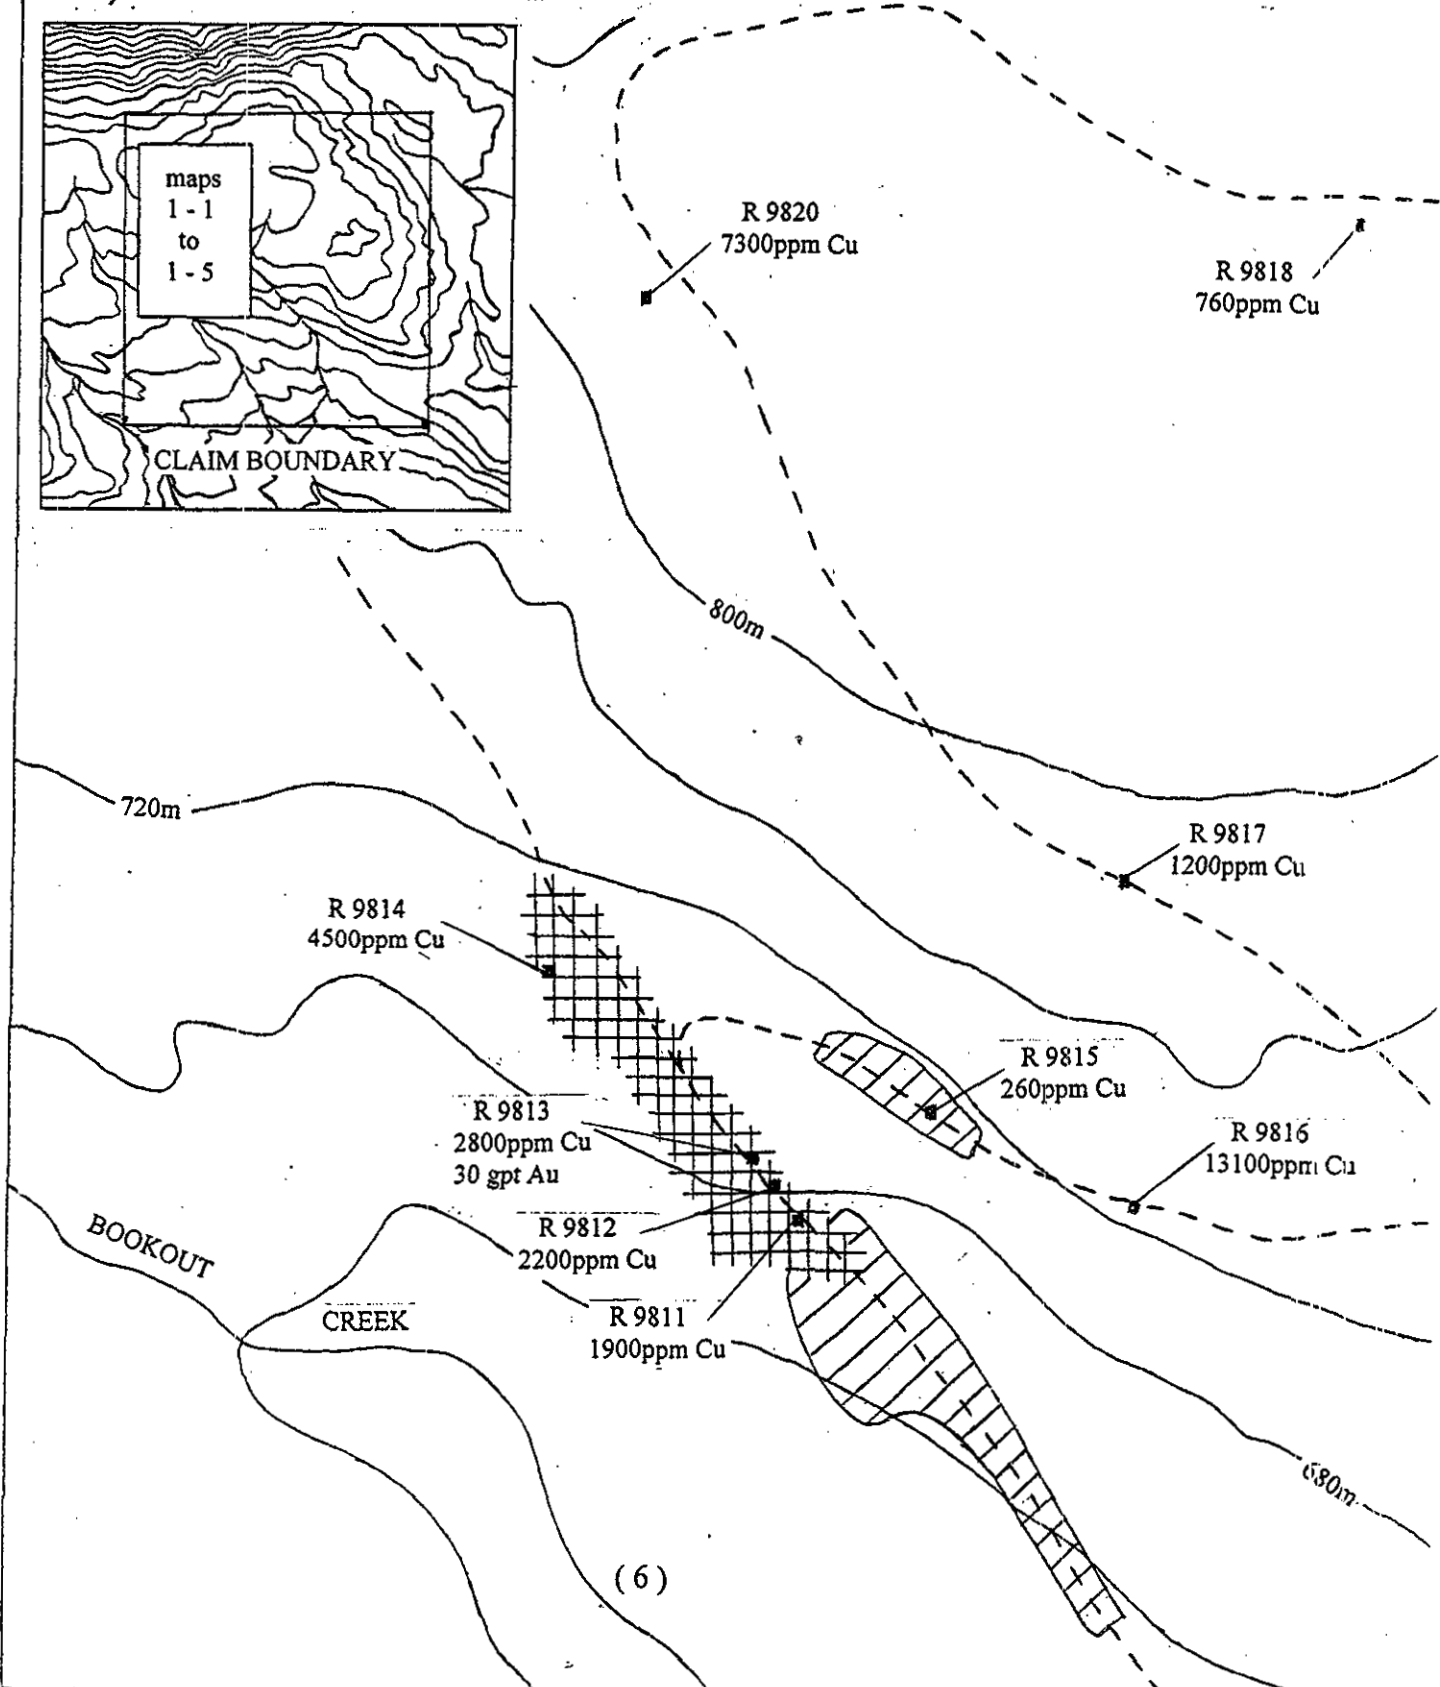 maps
1 - 1
to
1 - 5
CLAIM BOUNDARY
R 9820
7300ppm Cu
R 9818
760ppm Cu
800m
720m
R 9817
1200ppm Cu
R 9814
4500ppm Cu
R 9815
260ppm Cu
R 9813
2800ppm Cu
30 gpt Au
R 9816
13100ppm Cu
R 9812
2200ppm Cu
BOOKOUT
CREEK
R 9811
1900ppm Cu
680m
( 6 )